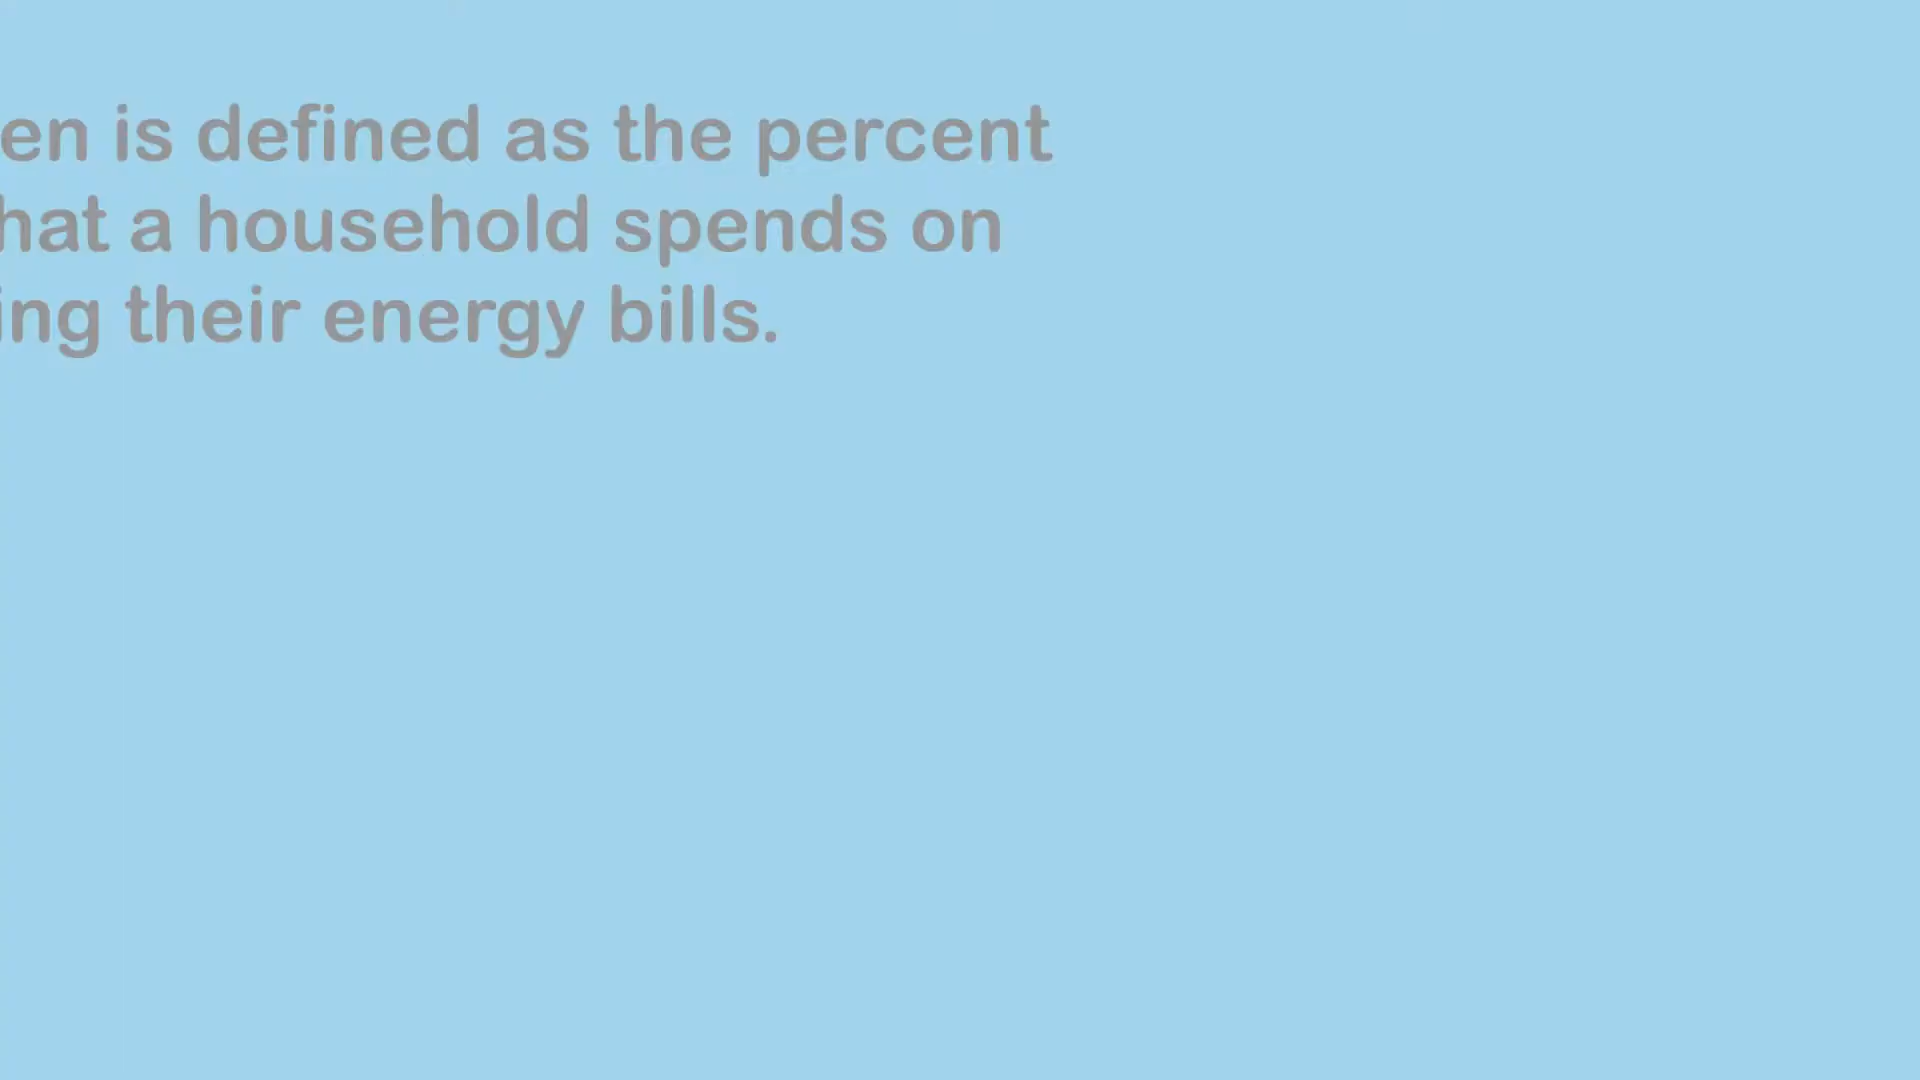 en is defined as the percent
hat a household spends on
ing their energy bills.